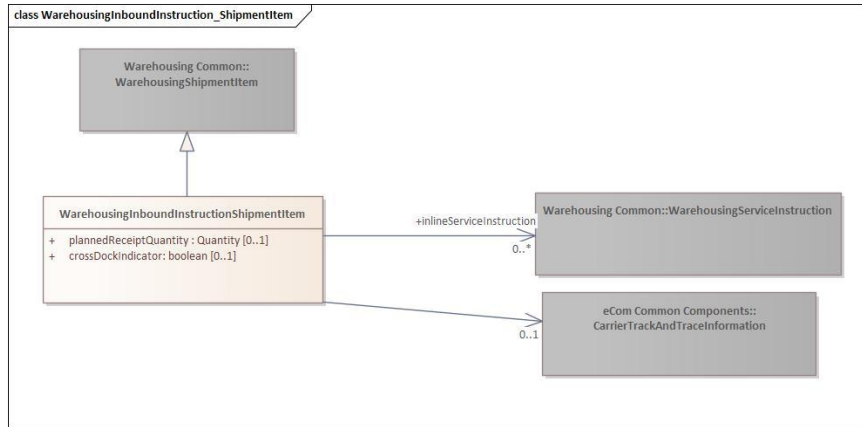 class WarehousingInboundInstruction_ShipmentItem
Warehousing Common::
WarehousingShipmentItem
WarehousingInboundInstructionShipmentItem
+ plannedReceiptQuantity : Quantity [0..1]
+ crossDockIndicator: boolean [0..1]
+inlineServiceInstruction
0..*
Warehousing Common::WarehousingServiceInstruction
0..1
eCom Common Components::
CarrierTrackAndTraceInformation